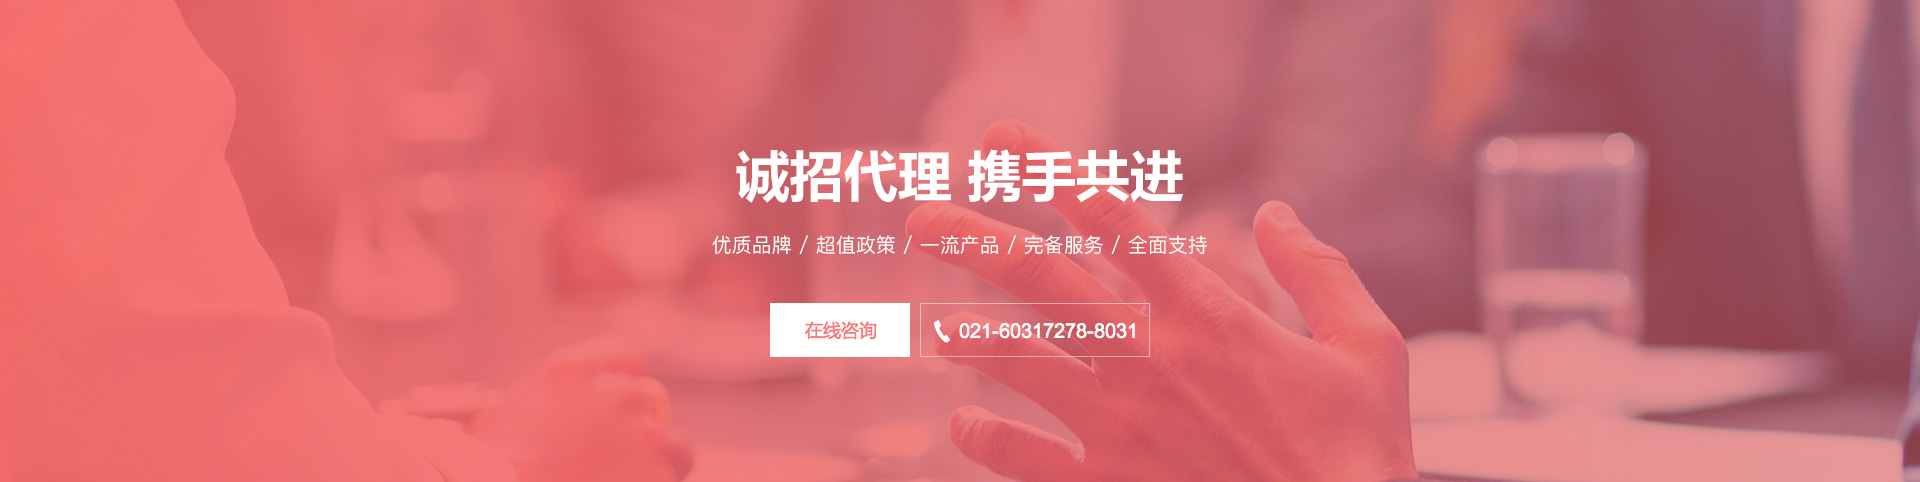 诚招代理 携手共进
优质品牌 / 超值政策 / 一流产品 / 完备服务 / 全面支持
在线咨询
021-60317278-8031